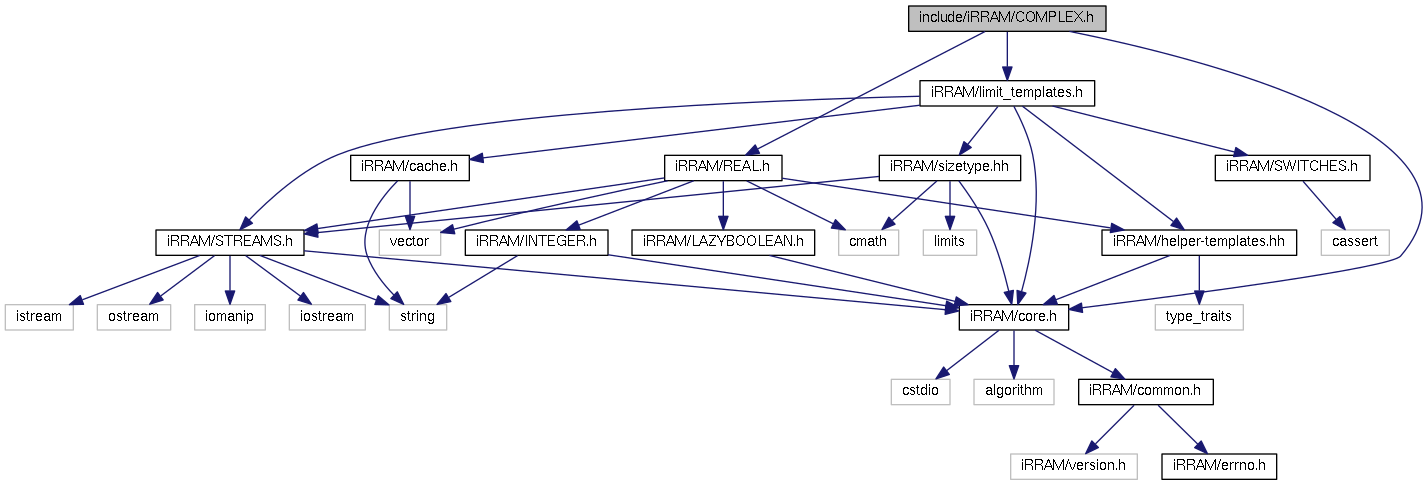 include/iRRAM/COMPLEX.h
iRRAM/limit_templates.h
iRRAM/cache.h
iRRAM/REAL.h
iRRAM/sizetype.hh
iRRAM/SWITCHES.h
iRRAM/STREAMS.h
vector
iRRAM/INTEGER.h
iRRAM/LAZYBOOLEAN.h
cmath
limits
iRRAM/helper-templates.hh
cassert
istream
ostream
iomanip
iostream
string
iRRAM/core.h
type_traits
cstdio
algorithm
iRRAM/common.h
iRRAM/version.h
iRRAM/errno.h